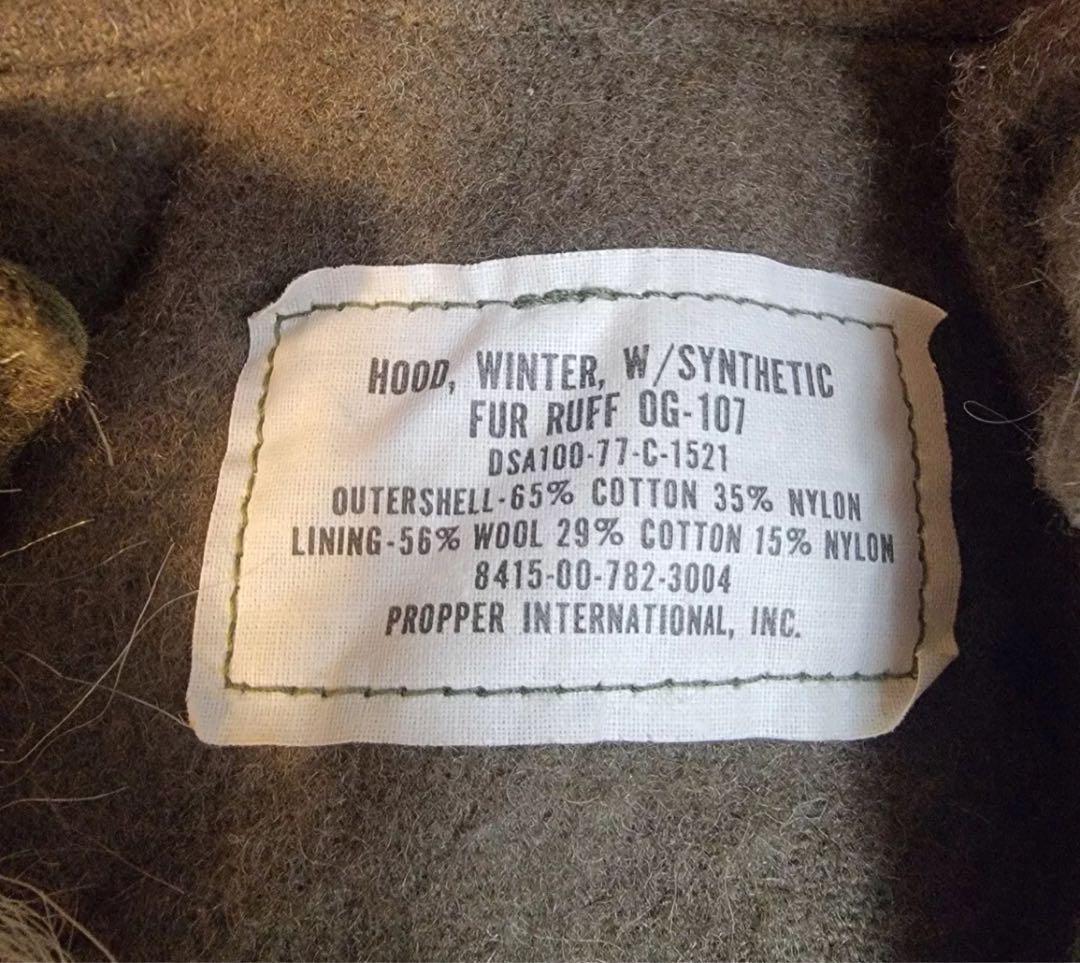 HOOD, WINTER, W/SYNTHETIC
FUR RUFF OG-107
DSA100-77-C-1521
OUTERSHELL-65% COTTON 35% NYLON
LINING-56% WOOL 29% COTTON 15% NYLON
8415-00-782-3004
PROPPER INTERNATIONAL, INC.